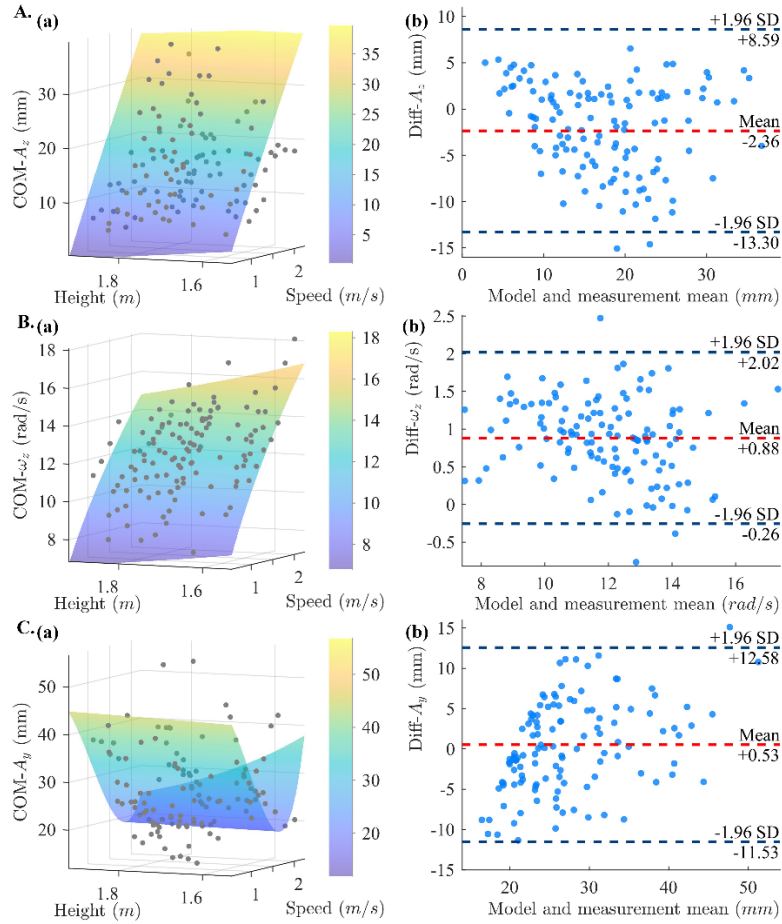 A. (a)
COM-A_z (mm)
30
20
10
1.8
1.6
1
2
Height (m)
Speed (m/s)
35
30
25
20
15
10
5
(b)
Diff-A_z (mm)
10
5
0
-5
-10
-15
0
10
20
30
Model and measurement mean (mm)
+1.96 SD
+8.59
Mean
-2.36
-1.96 SD
-13.30
B. (a)
COM-ω_z (rad/s)
18
16
14
12
10
8
1.8
1.6
1
2
Height (m)
Speed (m/s)
18
16
14
12
10
8
(b)
Diff-ω_z (rad/s)
2.5
2
1.5
1
0.5
0
-0.5
8
10
12
14
16
Model and measurement mean (rad/s)
+1.96 SD
+2.02
Mean
+0.88
-1.96 SD
-0.26
C. (a)
COM-A_y (mm)
50
40
30
20
1.8
1.6
1
2
Height (m)
Speed (m/s)
50
40
30
20
(b)
Diff-A_y (mm)
15
10
5
0
-5
-10
-15
20
30
40
50
Model and measurement mean (mm)
+1.96 SD
+12.58
Mean
+0.53
-1.96 SD
-11.53